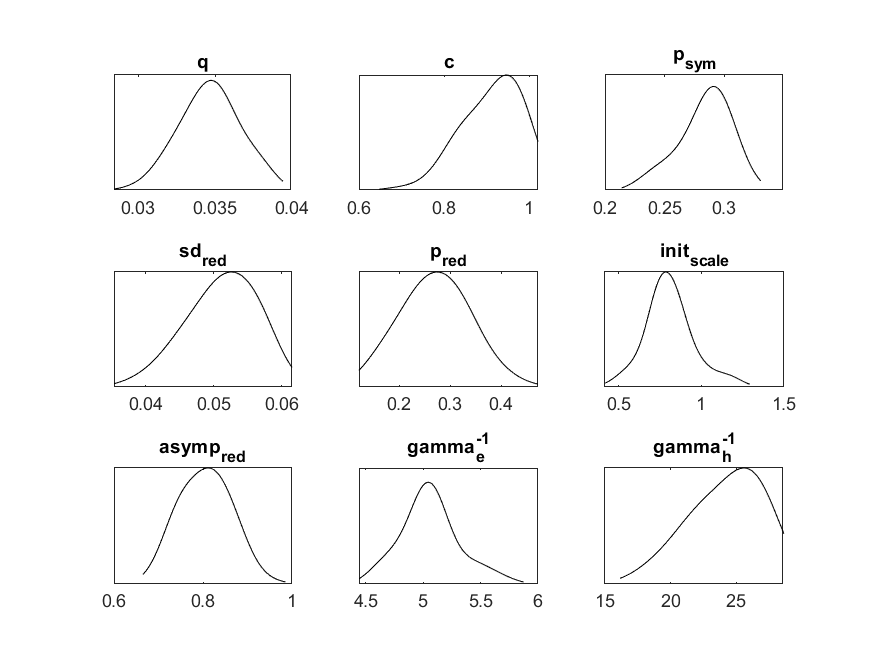 q c p_sym
0.03 0.035 0.04 0.6 0.8 1 0.2 0.25 0.3
sd_red p_red init_scale
0.04 0.05 0.06 0.2 0.3 0.4 0.5 1 1.5
asymp_red gamma_e^-1 gamma_h^-1
0.6 0.8 1 4.5 5 5.5 6 15 20 25